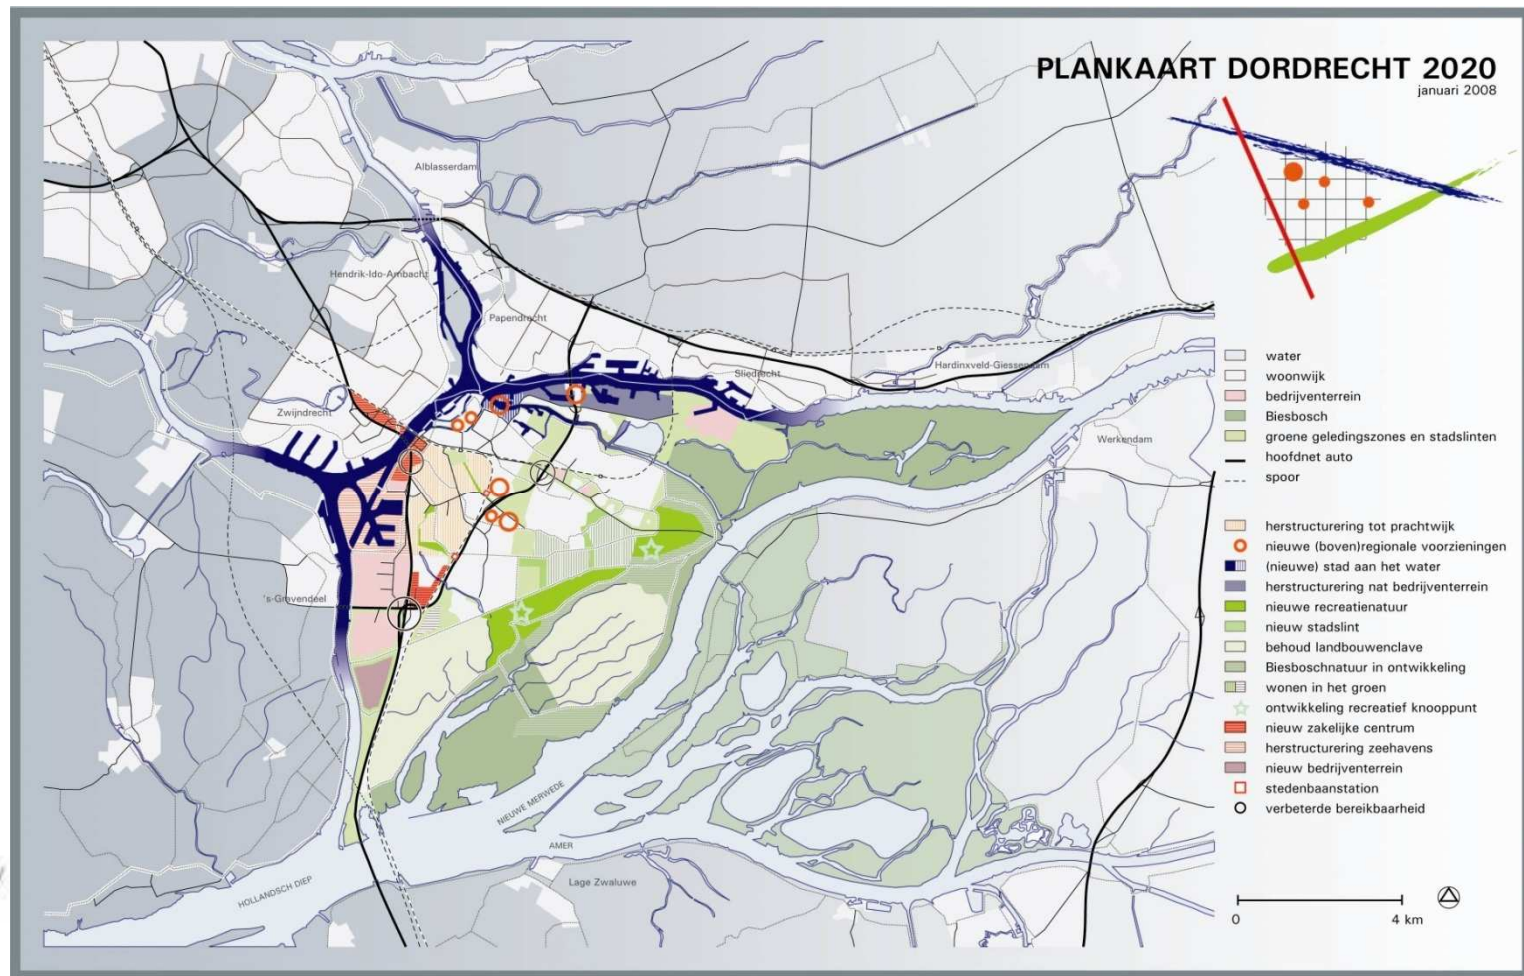 PLANKAART DORDRECHT 2020
januari 2008
Alblasserdam
Hendrik-Ido-Ambacht
Papendrecht
Sliedrecht
Hardinxveld-Giessendam
Zwijndrecht
Werkendam
's-Gravendeel
NIEUWE MERWEDE
AMER
HOLLANDSCH DIEP
Lage Zwaluwe
water
woonwijk
bedrijventerrein
Biesbosch
groene geledingszones en stadslinten
hoofdnet auto
spoor
herstructurering tot prachtwijk
nieuwe (boven)regionale voorzieningen
(nieuwe) stad aan het water
herstructurering nat bedrijventerrein
nieuwe recreatienatuur
nieuw stadslint
behoud landbouwenclave
Biesboschnatuur in ontwikkeling
wonen in het groen
ontwikkeling recreatief knooppunt
nieuw zakelijke centrum
herstructurering zeehavens
nieuw bedrijventerrein
stedenbaanstation
verbeterde bereikbaarheid
0 4 km